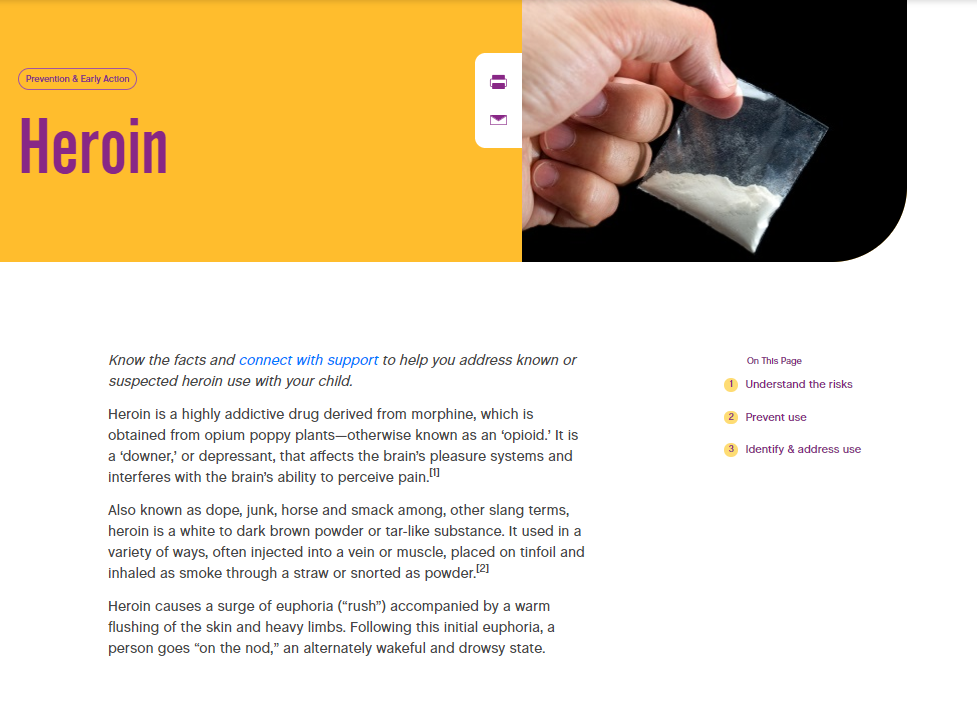 Prevention & Early Action
Heroin
Know the facts and connect with support to help you address known or
suspected heroin use with your child.
Heroin is a highly addictive drug derived from morphine, which is
obtained from opium poppy plants—otherwise known as an ‘opioid.’ It is
a ‘downer,’ or depressant, that affects the brain’s pleasure systems and
interferes with the brain’s ability to perceive pain.[1]
Also known as dope, junk, horse and smack among, other slang terms,
heroin is a white to dark brown powder or tar-like substance. It used in a
variety of ways, often injected into a vein or muscle, placed on tinfoil and
inhaled as smoke through a straw or snorted as powder.[2]
Heroin causes a surge of euphoria (“rush”) accompanied by a warm
flushing of the skin and heavy limbs. Following this initial euphoria, a
person goes “on the nod,” an alternately wakeful and drowsy state.
On This Page
1 Understand the risks
2 Prevent use
3 Identify & address use